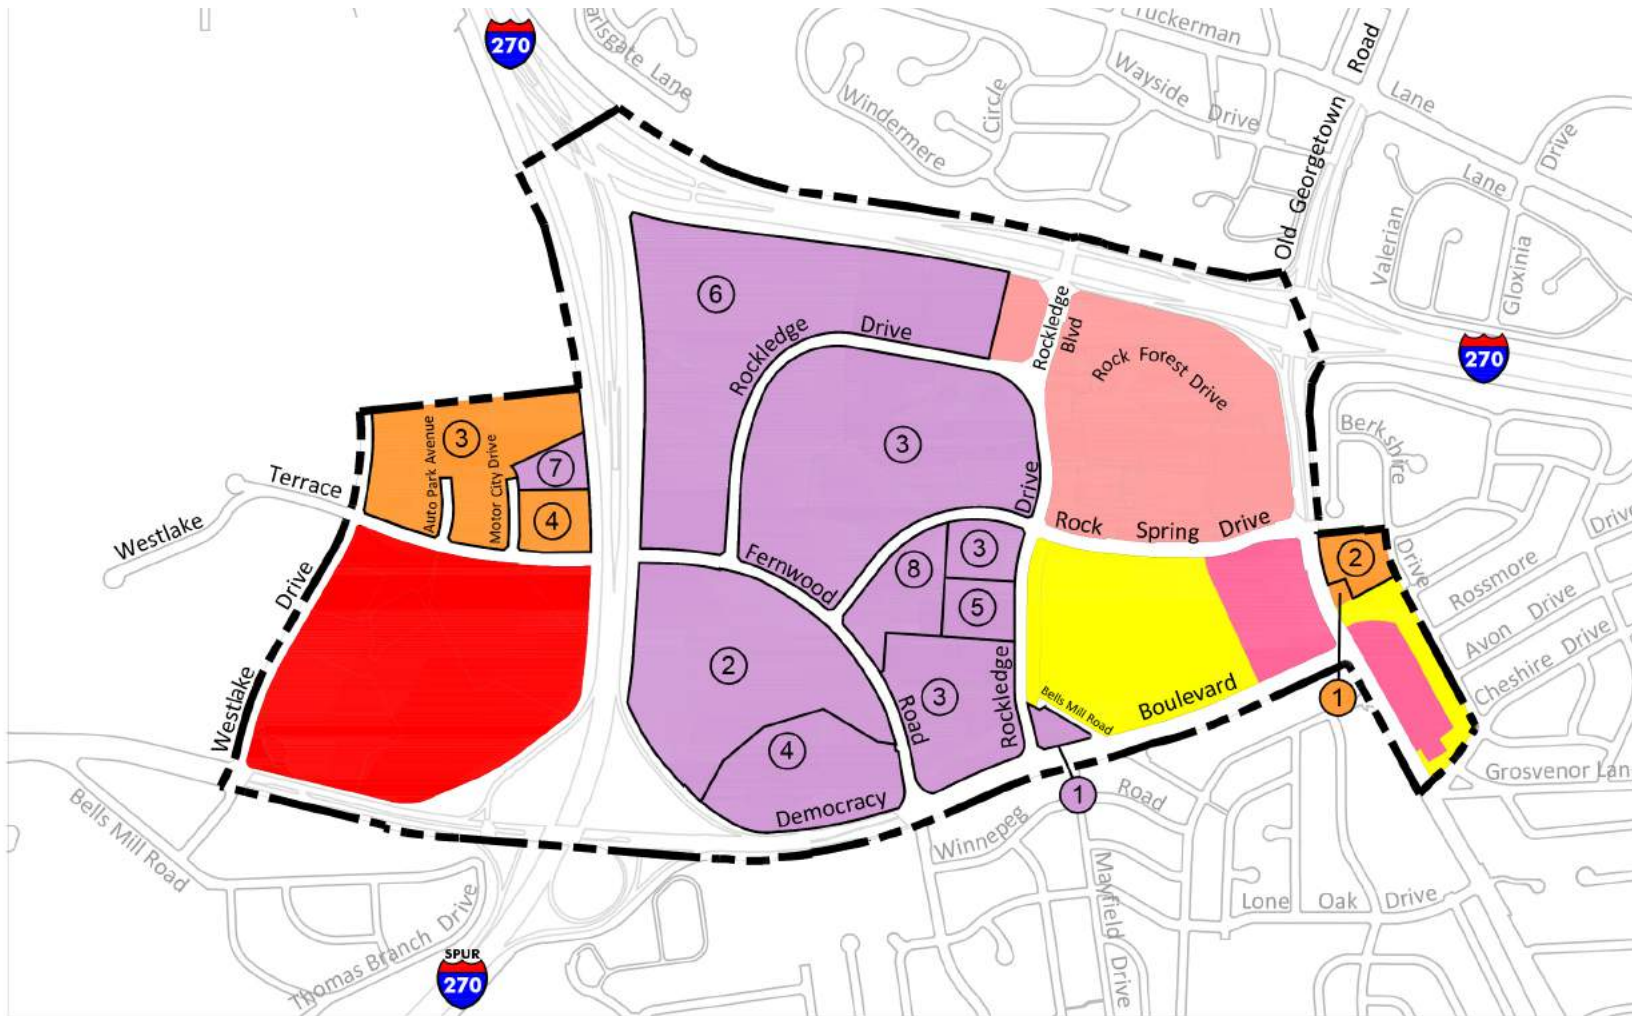 270
arlsgate Lane
Tuckerman
Lane
Road
Wayside Drive
Windermere
Circle
Old Georgetown
Valerian
Lane
Drive
Gloxinia
6
Rockledge Drive
Rockledge
Blvd
Rock Forest Drive
270
3
Auto Park Avenue
Motor City Drive
7
4
3
Drive
Berkshire
Drive
Terrace
Westlake
Rock Spring Drive
Drive
Fernwood
8
3
5
2
Rossmore
Avon Drive
Cheshire Drive
Drive
Westlake
2
3
Road
Rockledge
Bells Mill Road
Boulevard
1
4
Democracy
1
Grosvenor Lan
Bells Mill Road
Winnepeg
Road
Mayfield Drive
Lone Oak Drive
Thomas Branch Drive
SPUR
270